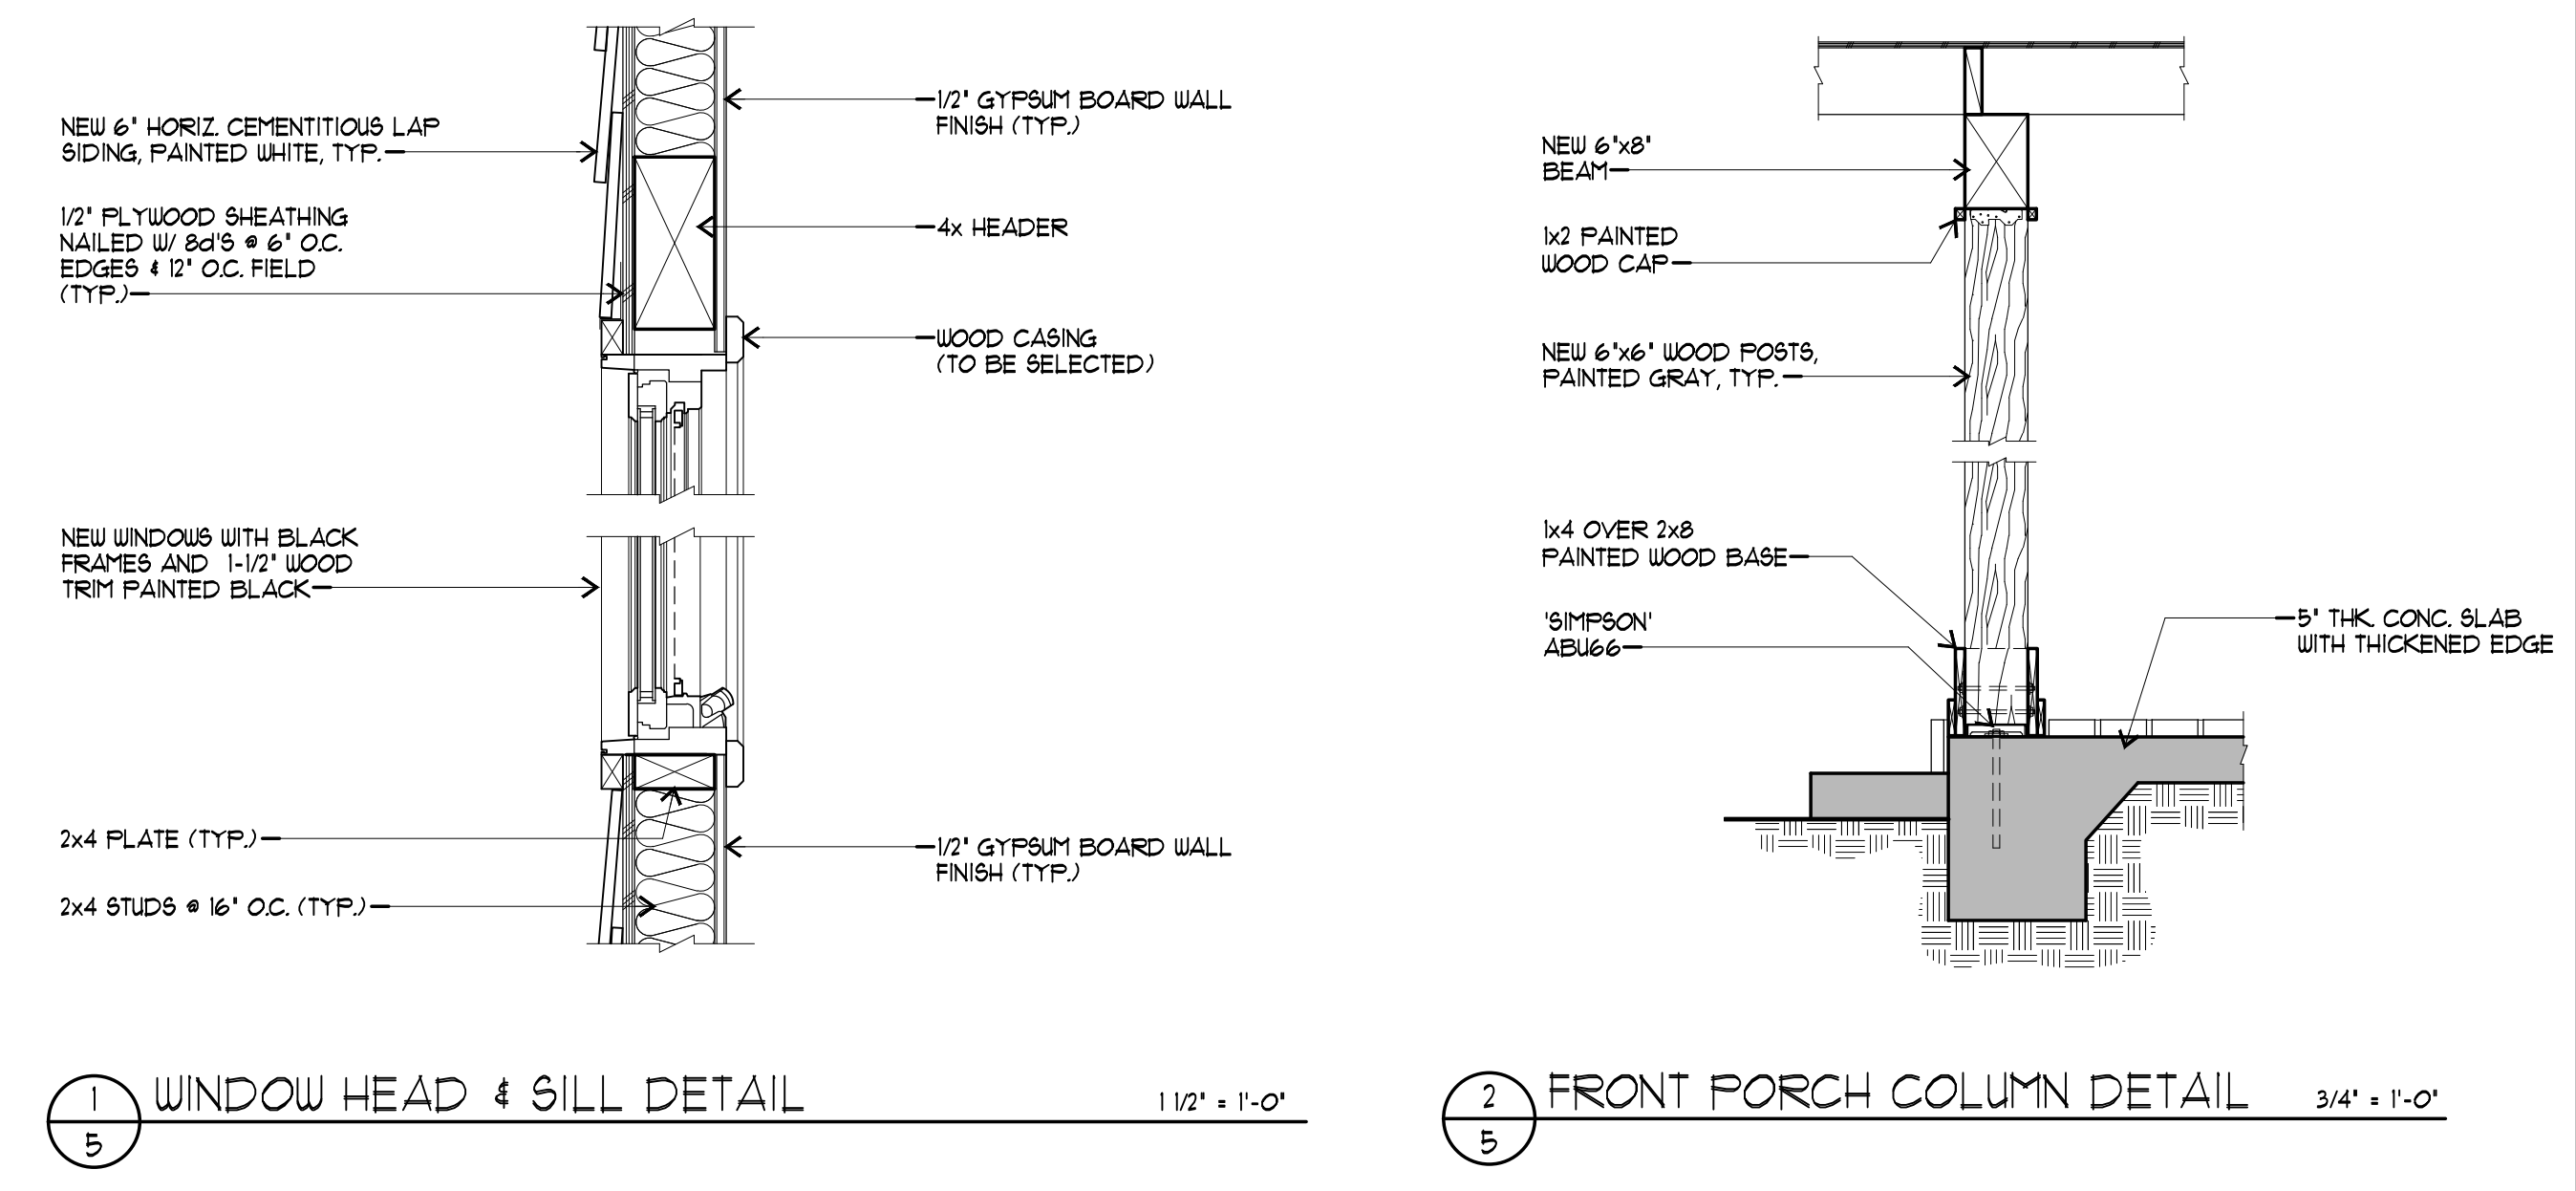 NEW 6" HORIZ. CEMENTITIOUS LAP
SIDING, PAINTED WHITE, TYP.
1/2" PLYWOOD SHEATHING
NAILED W/ 8d'S @ 6" O.C.
EDGES & 12" O.C. FIELD
(TYP.)
NEW WINDOWS WITH BLACK
FRAMES AND 1-1/2" WOOD
TRIM PAINTED BLACK
2x4 PLATE (TYP.)
2x4 STUDS @ 16" O.C. (TYP.)
1/2" GYPSUM BOARD WALL
FINISH (TYP.)
4x HEADER
WOOD CASING
(TO BE SELECTED)
1/2" GYPSUM BOARD WALL
FINISH (TYP.)
1
5
WINDOW HEAD & SILL DETAIL
1 1/2" = 1'-0"
NEW 6"x8"
BEAM
1x2 PAINTED
WOOD CAP
NEW 6"x6" WOOD POSTS,
PAINTED GRAY, TYP.
1x4 OVER 2x8
PAINTED WOOD BASE
'SIMPSON'
ABU66
5" THK. CONC. SLAB
WITH THICKENED EDGE
2
5
FRONT PORCH COLUMN DETAIL
3/4" = 1'-0"